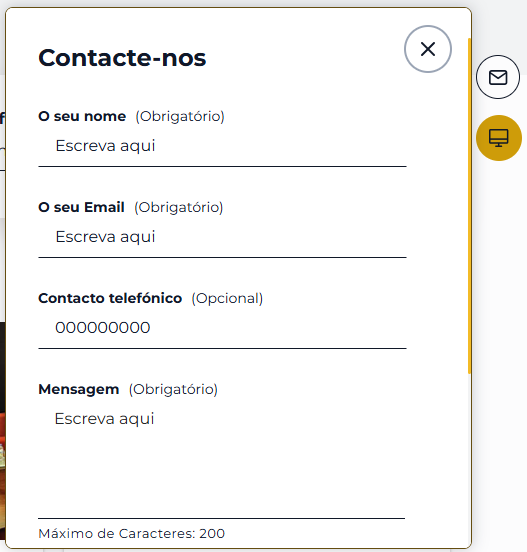 Contacte-nos
O seu nome (Obrigatório)
Escreva aqui
O seu Email (Obrigatório)
Escreva aqui
Contacto telefónico (Opcional)
000000000
Mensagem (Obrigatório)
Escreva aqui
Máximo de Caracteres: 200